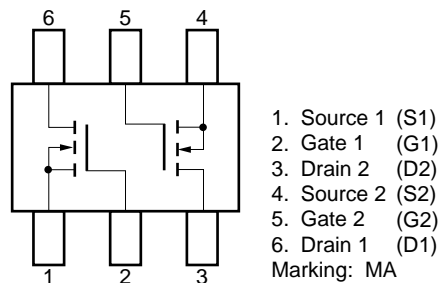 6 5 4
1 2 3
1. Source 1 (S1)
2. Gate 1 (G1)
3. Drain 2 (D2)
4. Source 2 (S2)
5. Gate 2 (G2)
6. Drain 1 (D1)
Marking: MA